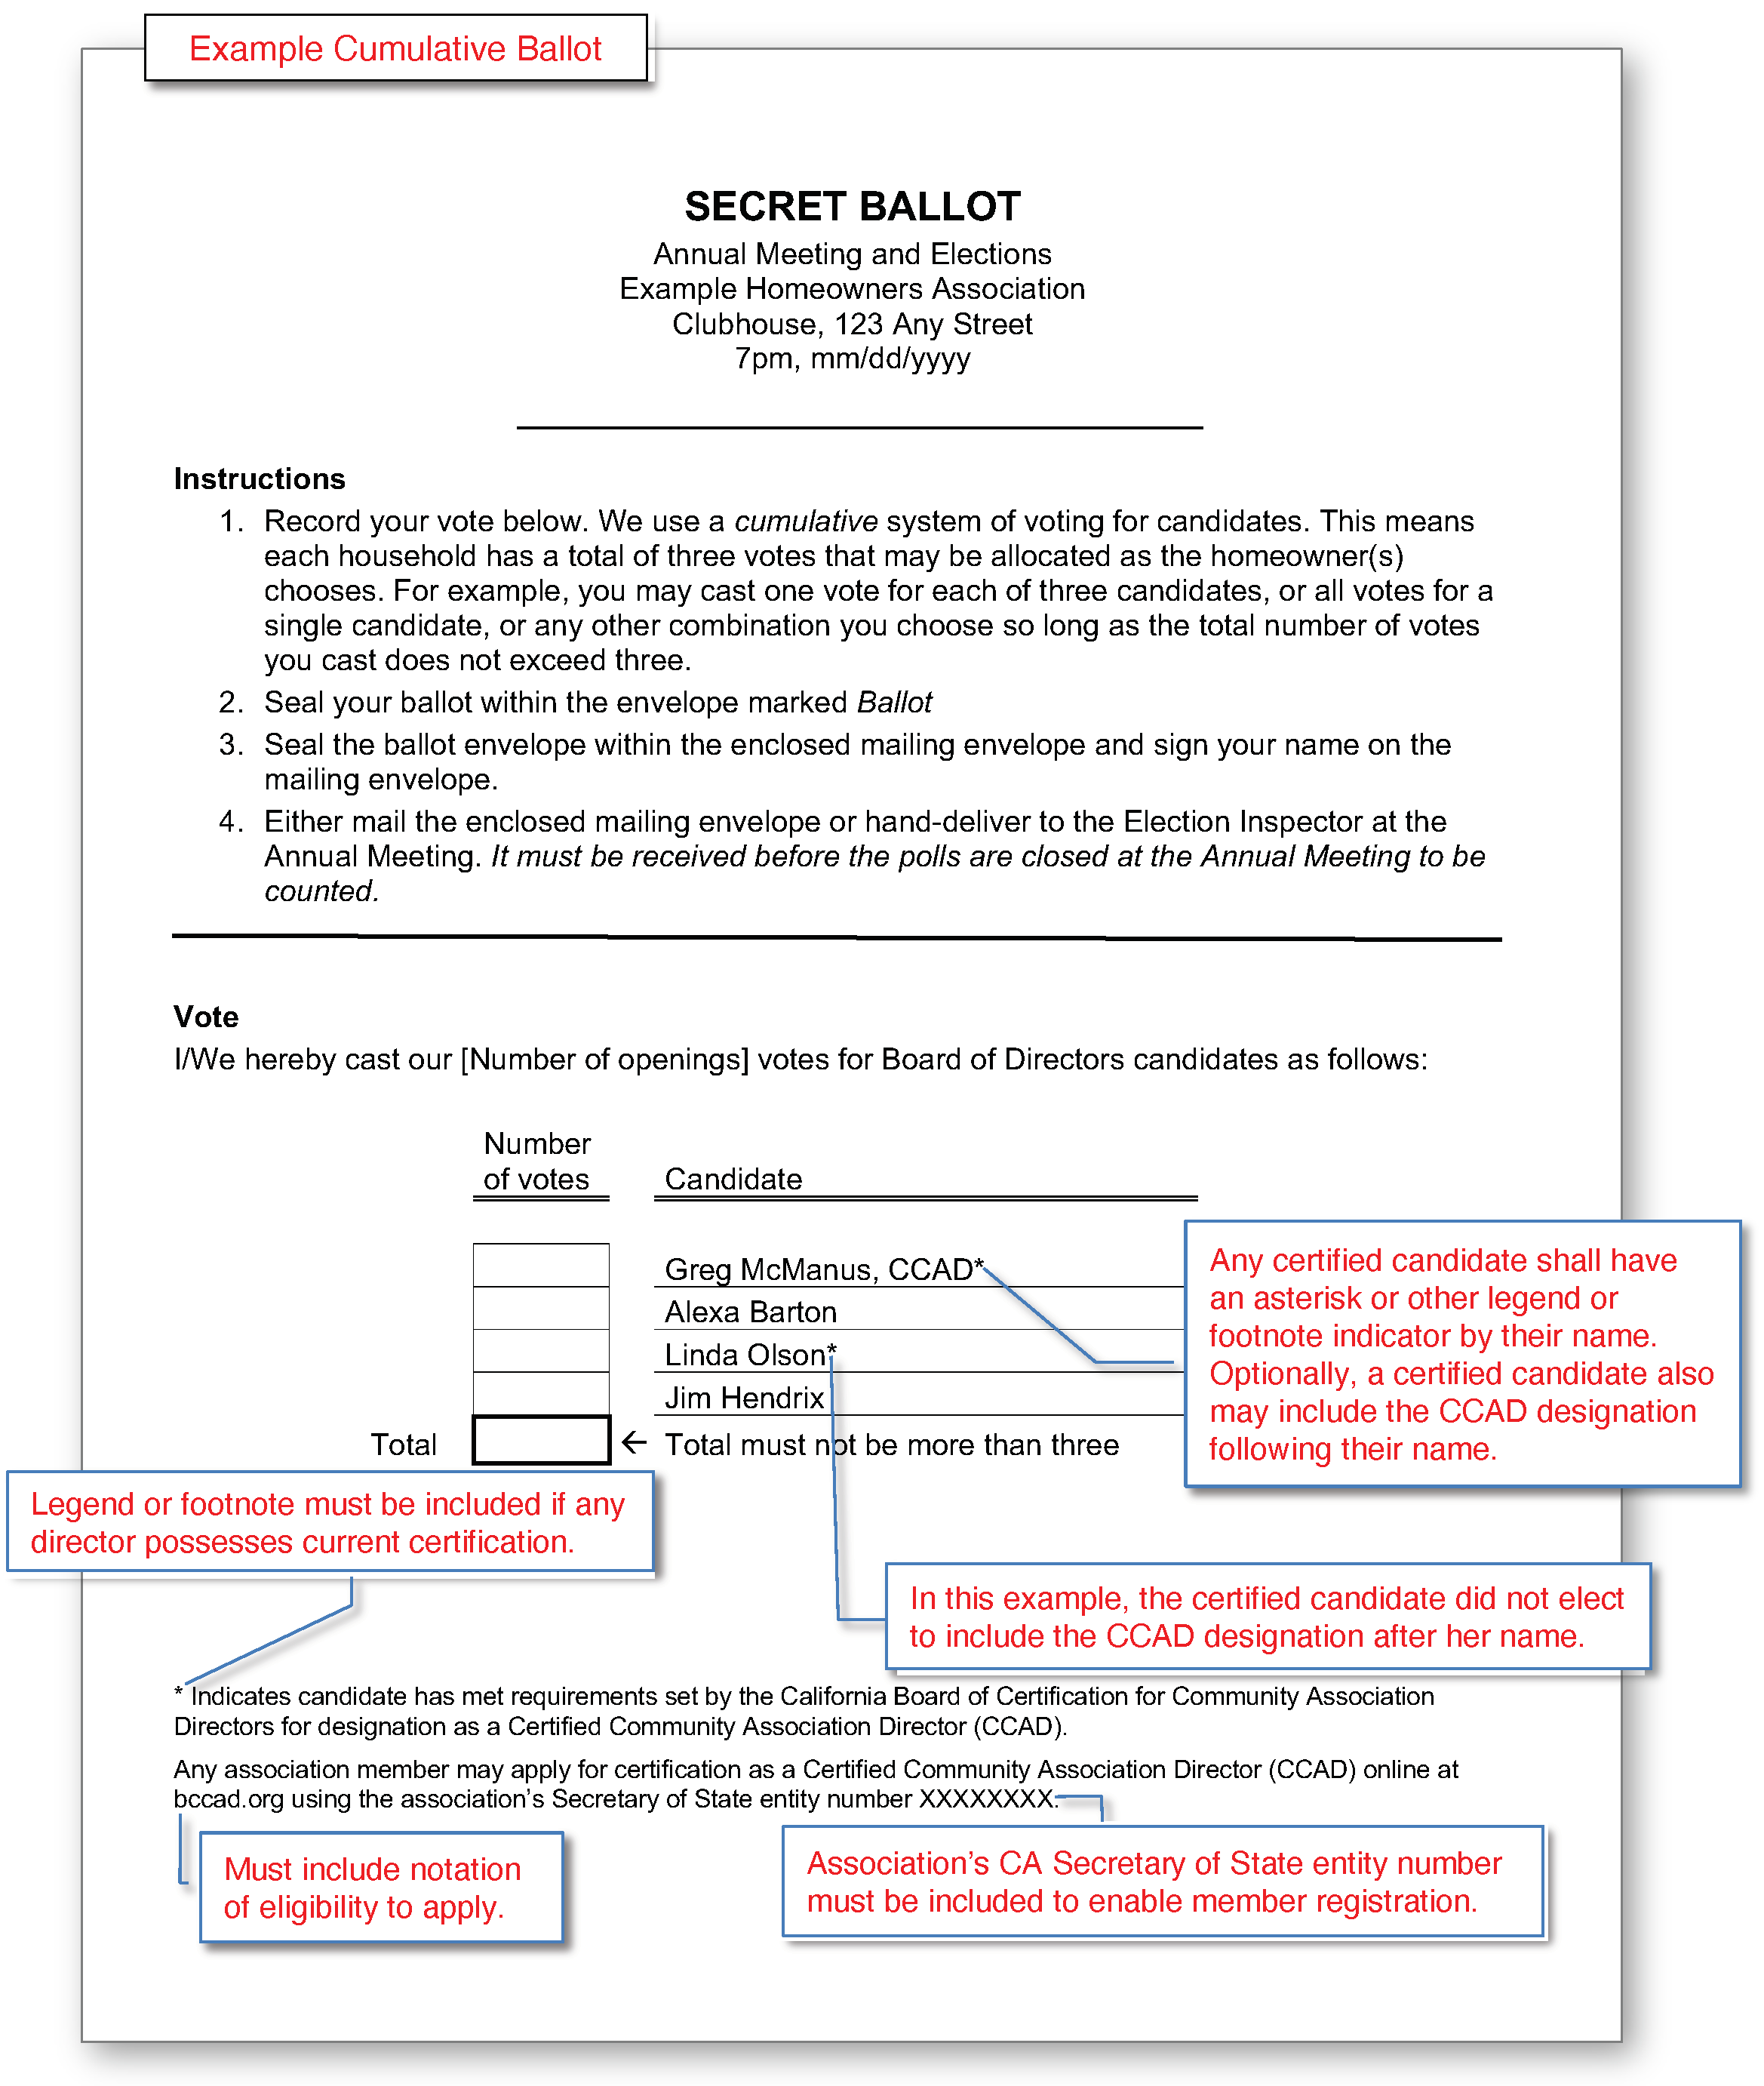 Example Cumulative Ballot
SECRET BALLOT
Annual Meeting and Elections
Example Homeowners Association
Clubhouse, 123 Any Street
7pm, mm/dd/yyyy
Instructions
1. Record your vote below. We use a cumulative system of voting for candidates. This means
each household has a total of three votes that may be allocated as the homeowner(s)
chooses. For example, you may cast one vote for each of three candidates, or all votes for a
single candidate, or any other combination you choose so long as the total number of votes
you cast does not exceed three.
2. Seal your ballot within the envelope marked Ballot
3. Seal the ballot envelope within the enclosed mailing envelope and sign your name on the
mailing envelope.
4. Either mail the enclosed mailing envelope or hand-deliver to the Election Inspector at the
Annual Meeting. It must be received before the polls are closed at the Annual Meeting to be
counted.
Vote
I/We hereby cast our [Number of openings] votes for Board of Directors candidates as follows:
Number
of votes Candidate
Greg McManus, CCAD*
Alexa Barton
Linda Olson*
Jim Hendrix
Total ← Total must not be more than three
Any certified candidate shall have
an asterisk or other legend or
footnote indicator by their name.
Optionally, a certified candidate also
may include the CCAD designation
following their name.
Legend or footnote must be included if any
director possesses current certification.
In this example, the certified candidate did not elect
to include the CCAD designation after her name.
* Indicates candidate has met requirements set by the California Board of Certification for Community Association
Directors for designation as a Certified Community Association Director (CCAD).
Any association member may apply for certification as a Certified Community Association Director (CCAD) online at
bccad.org using the association's Secretary of State entity number XXXXXXXX.
Must include notation
of eligibility to apply.
Association's CA Secretary of State entity number
must be included to enable member registration.